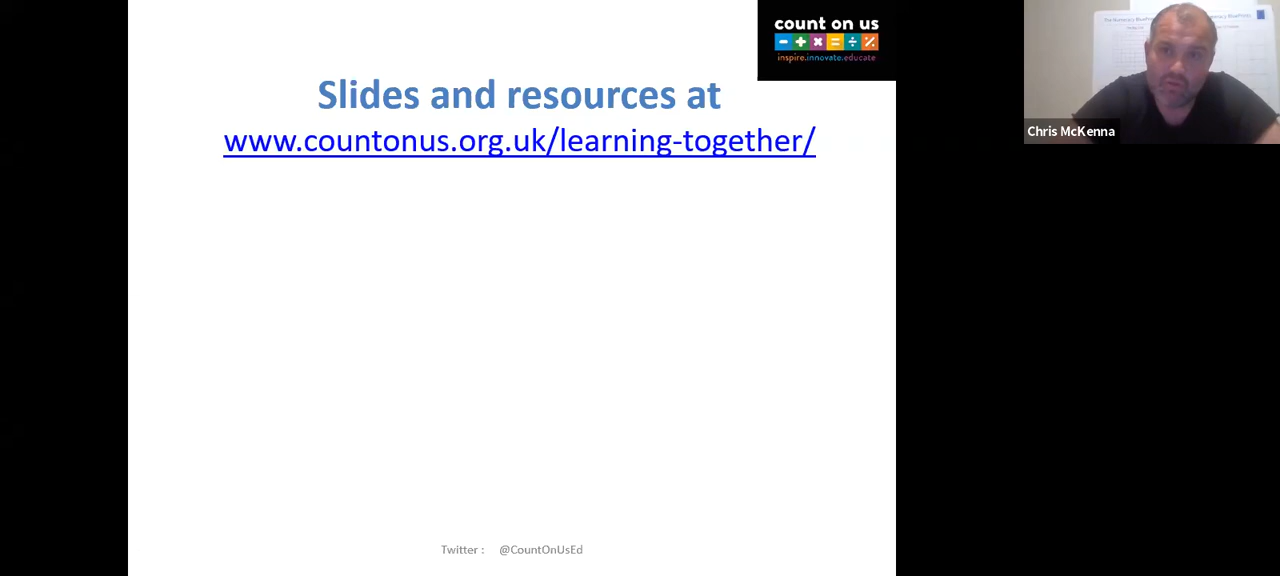 count on us
inspire.innovate.educate
Slides and resources at
www.countonus.org.uk/learning-together/
Chris McKenna
Twitter : @CountOnUsEd